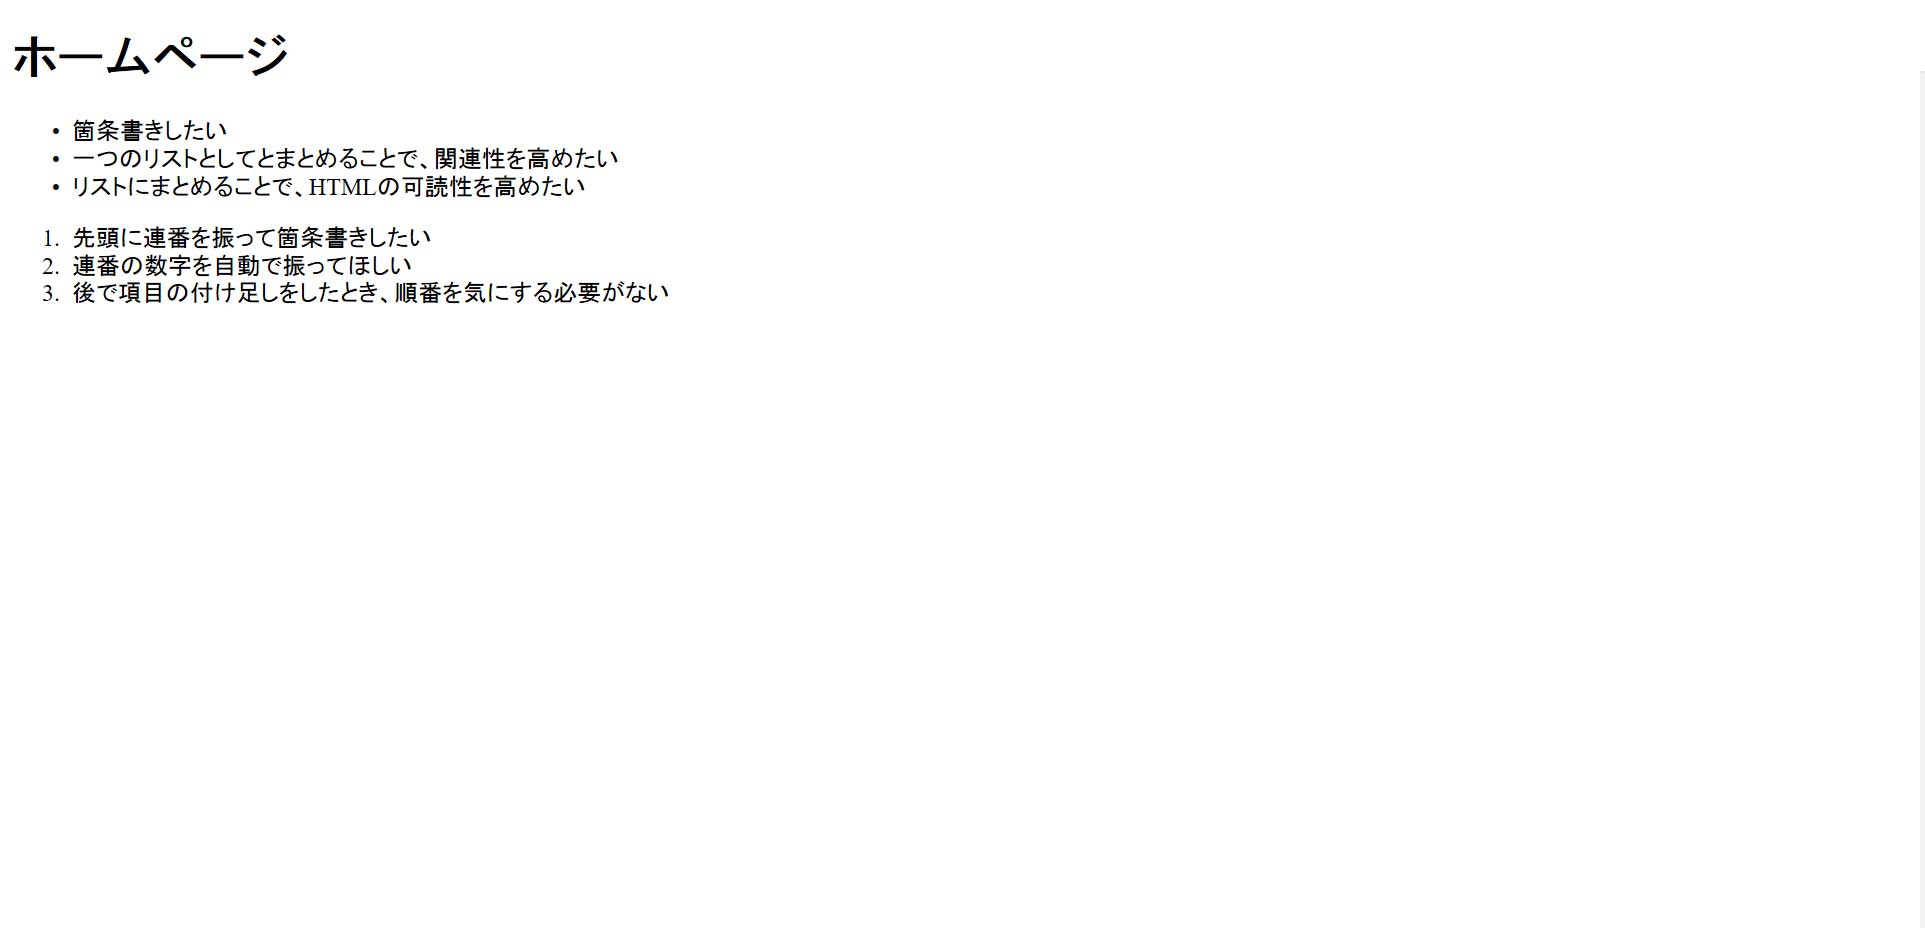 ホームページ
• 箇条書きしたい
• 一つのリストとしてとまとめることで、関連性を高めたい
• リストにまとめることで、HTMLの可読性を高めたい
1. 先頭に連番を振って箇条書きしたい
2. 連番の数字を自動で振ってほしい
3. 後で項目の付け足しをしたとき、順番を気にする必要がない